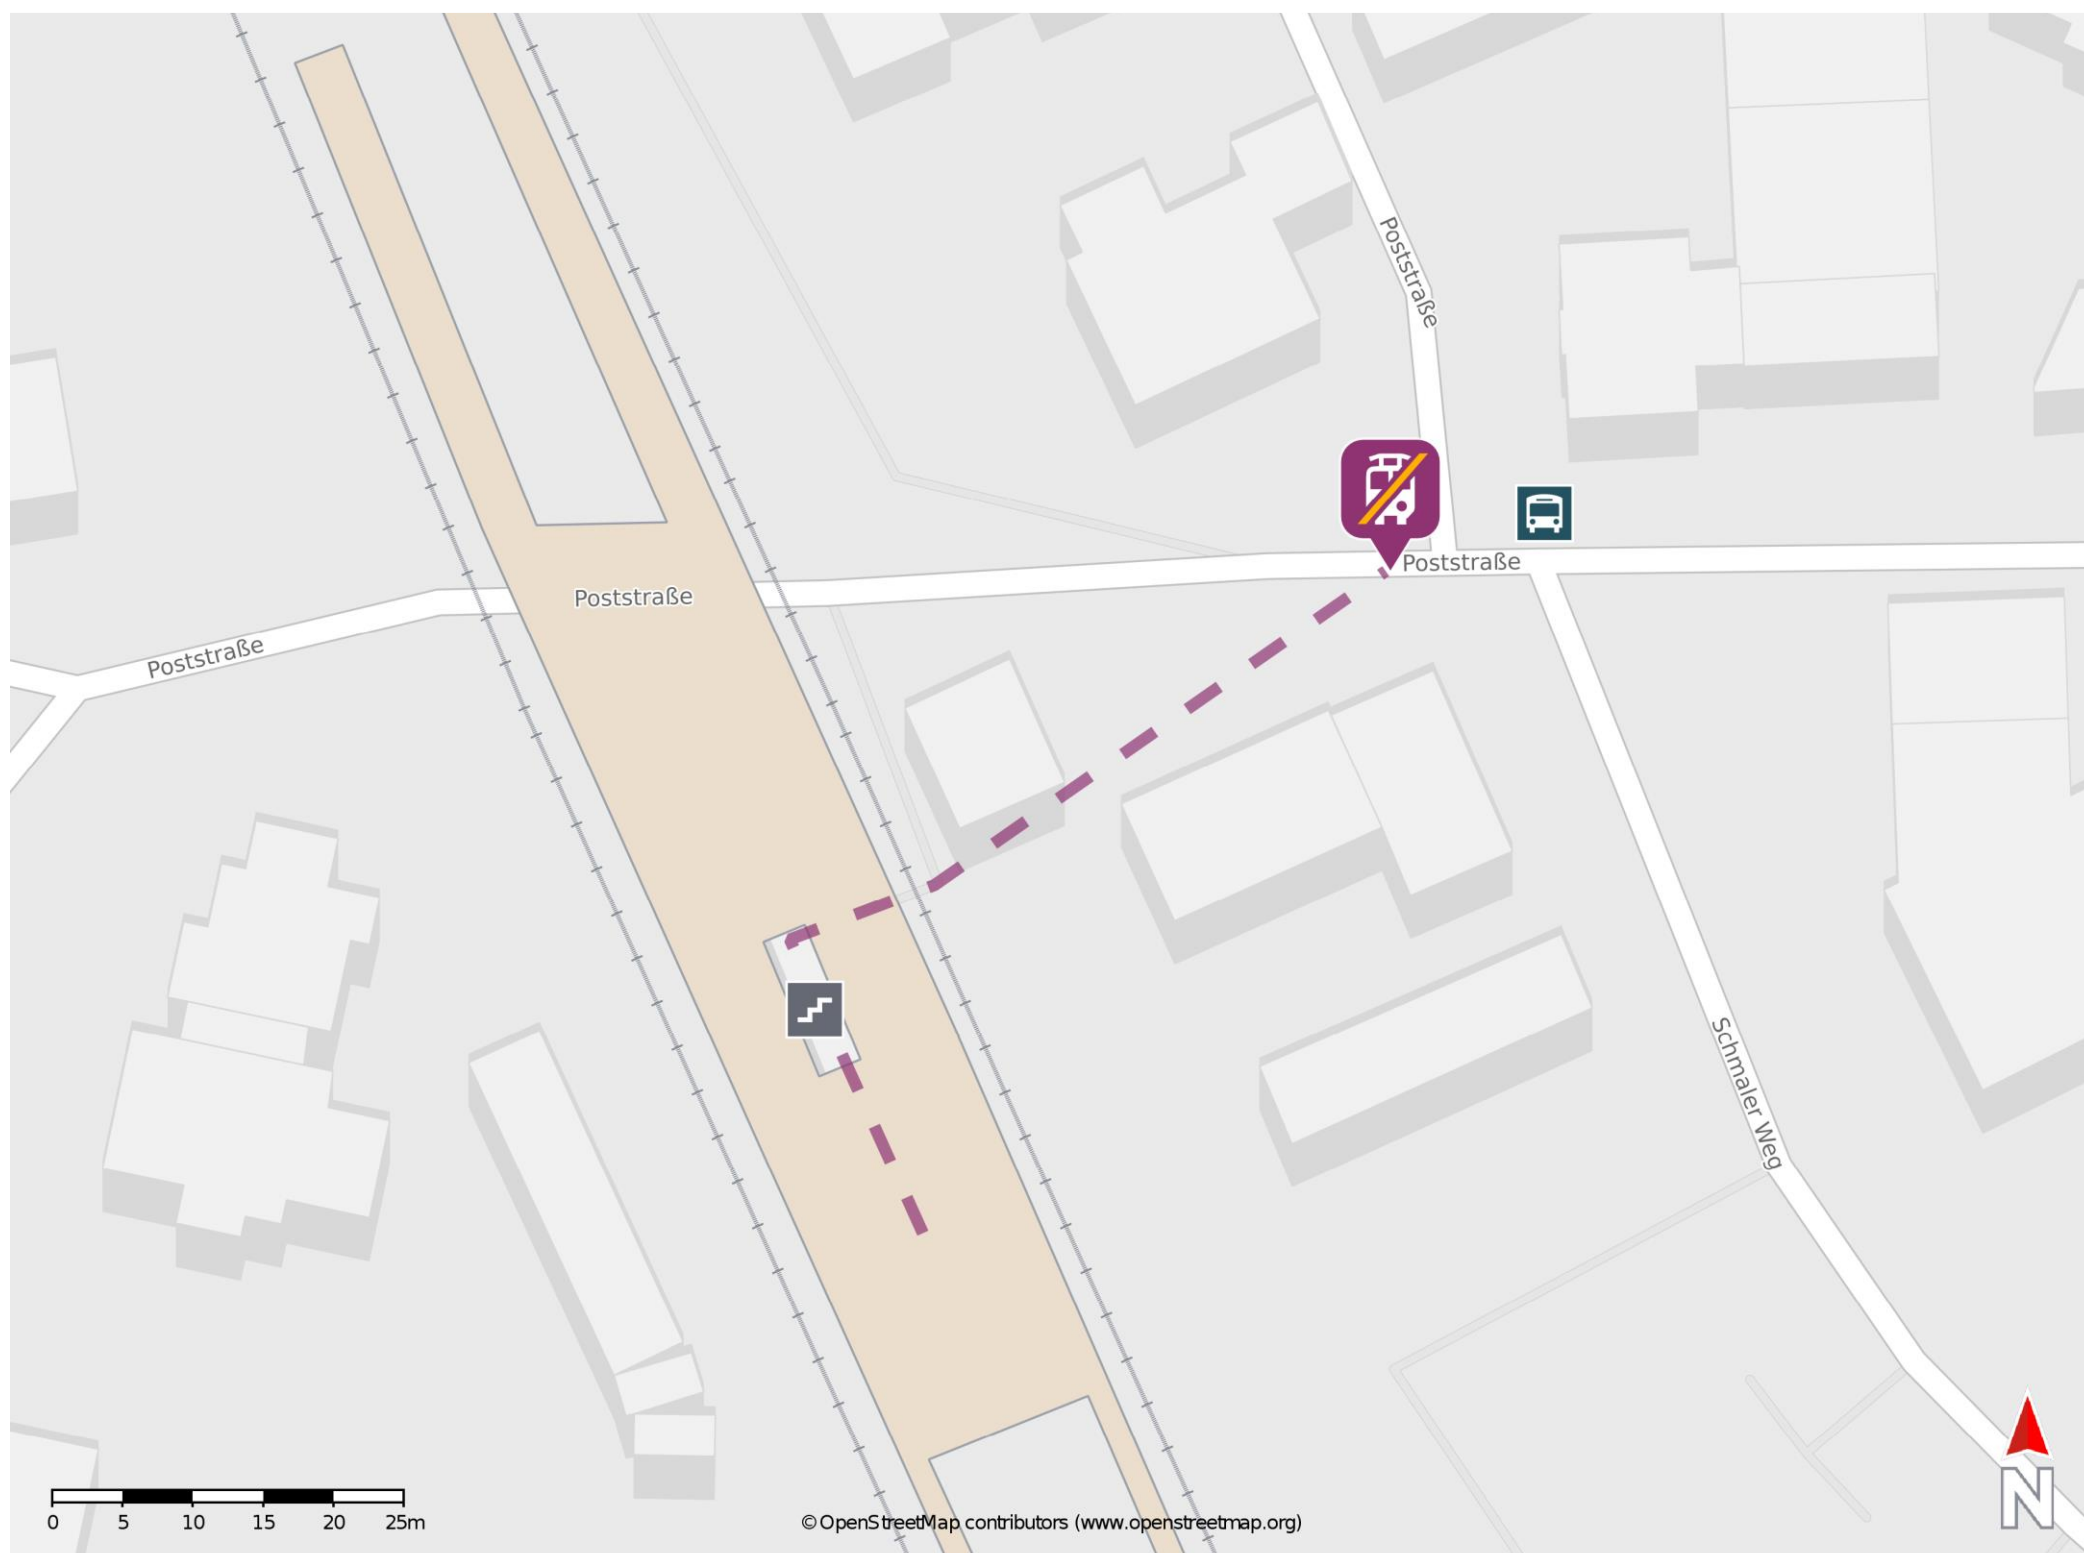 Poststraße
Poststraße
Poststraße
Poststraße
Schmaler Weg
N
0 5 10 15 20 25m
© OpenStreetMap contributors (www.openstreetmap.org)